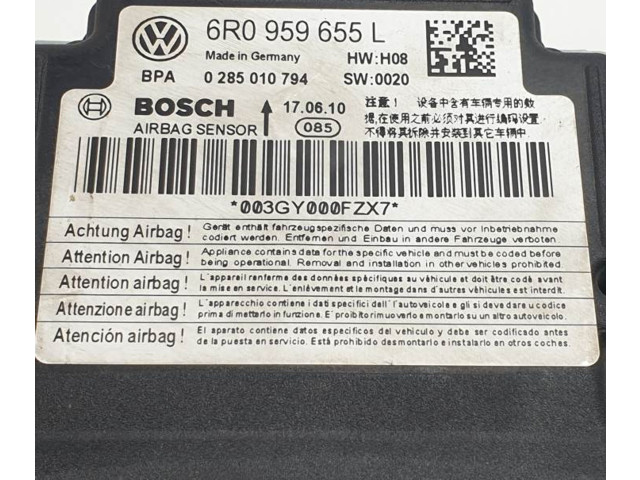 6R0 959 655 L
Made in Germany HW:H08
BPA 0 285 010 794 SW:0020
BOSCH 17.06.10
AIRBAG SENSOR 085
注意! 设备中含有车辆专用的数
据,在使用之前必须对其进行编码设置
不得将其拆除并安装到其它车辆中.
*003GY000FZX7*
Achtung Airbag! Gerät enthält fahrzeugspezifische Daten und muss vor Inbetriebnahme
codiert werden. Entfernen und Einbau in andere Fahrzeuge verboten
Attention Airbag! Appliance contains data for the specific vehicle and must be coded before
being operational. Removal and installation in other vehicles prohibited.
Attention airbag! L'appareil renferme des données spécifiques au véhicule et doit être codé avant
la mise en service. L'enlèvement et le montage dans d'autres véhicules est interdit.
Attenzione airbag! L'apparecchio contiene i dati specifici dell'autoveicolo e gli si deve dare u codice
prima di metterlo in funzione. E'proibito rimuoverlo e montarlo su un altro autoveicolo.
Atención airbag! El aparato contiene datos específicos del vehículo y debe ser codificado antes
de la puesta en servicio. Está prohibido desmontarlo e instalarlo en otros coches.